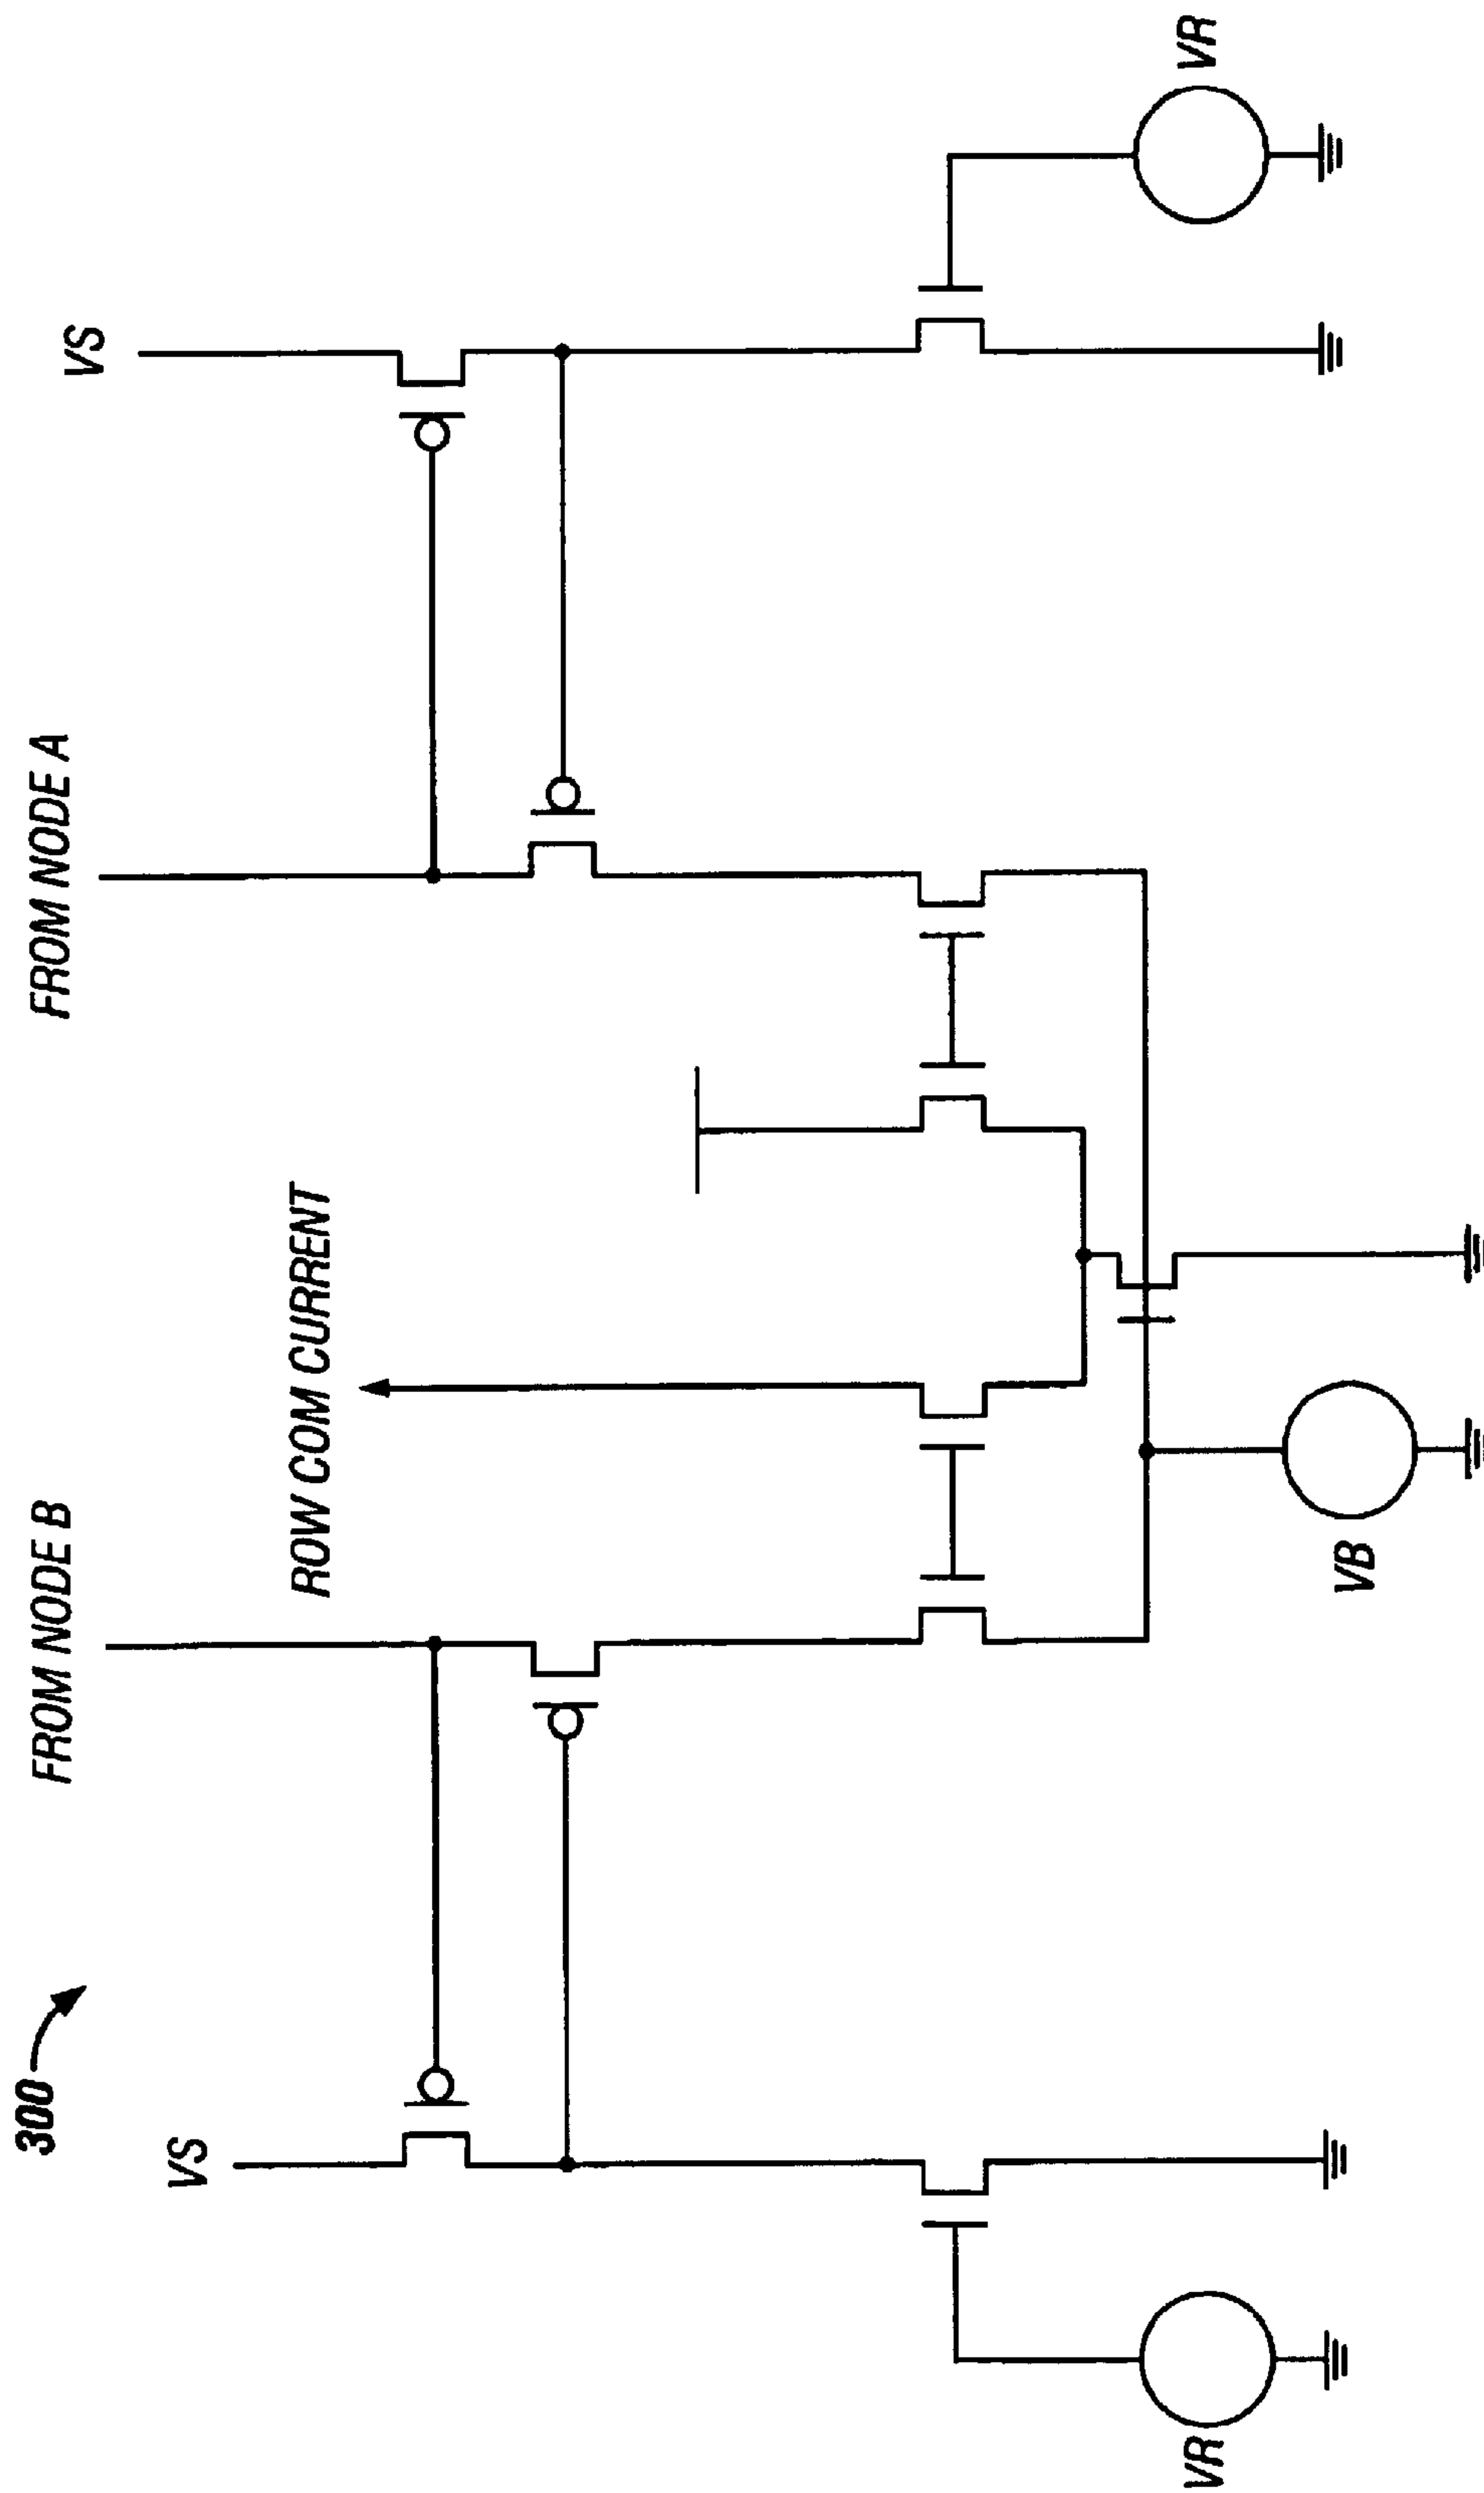 300
VS
FROM NODE B
ROW COM CURRENT
FROM NODE A
VS
VR
VB
VR